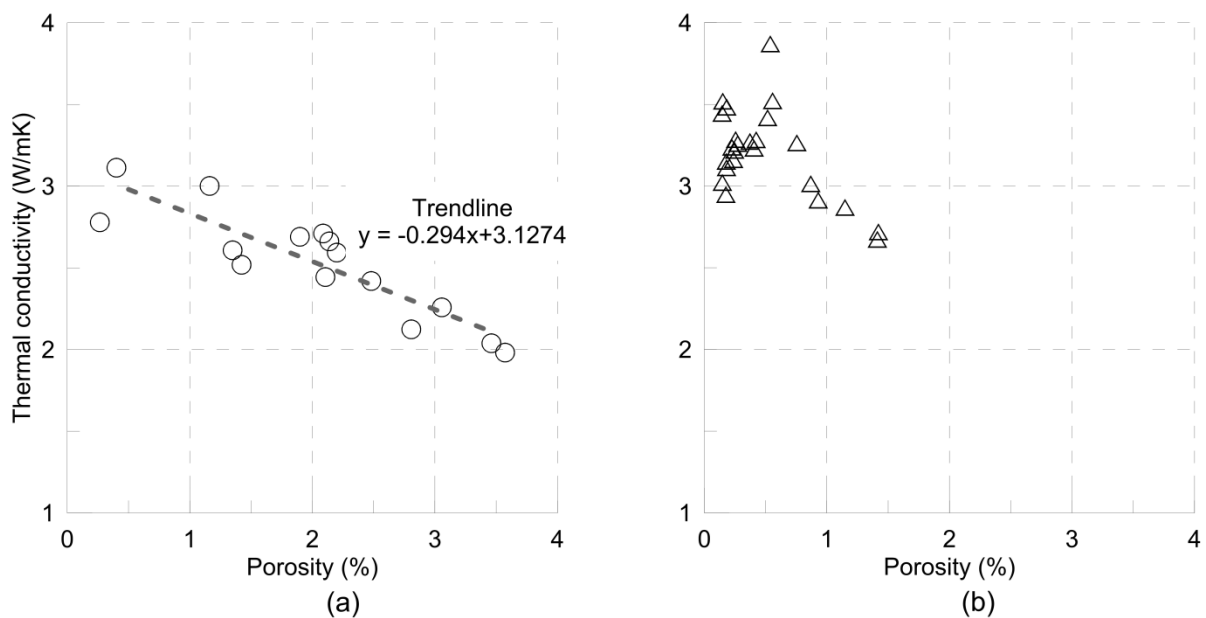 4
3
2
1
Thermal conductivity (W/mK)
Trendline
y = -0.294x+3.1274
0 1 2 3 4
Porosity (%)
(a)
4
3
2
1
0 1 2 3 4
Porosity (%)
(b)